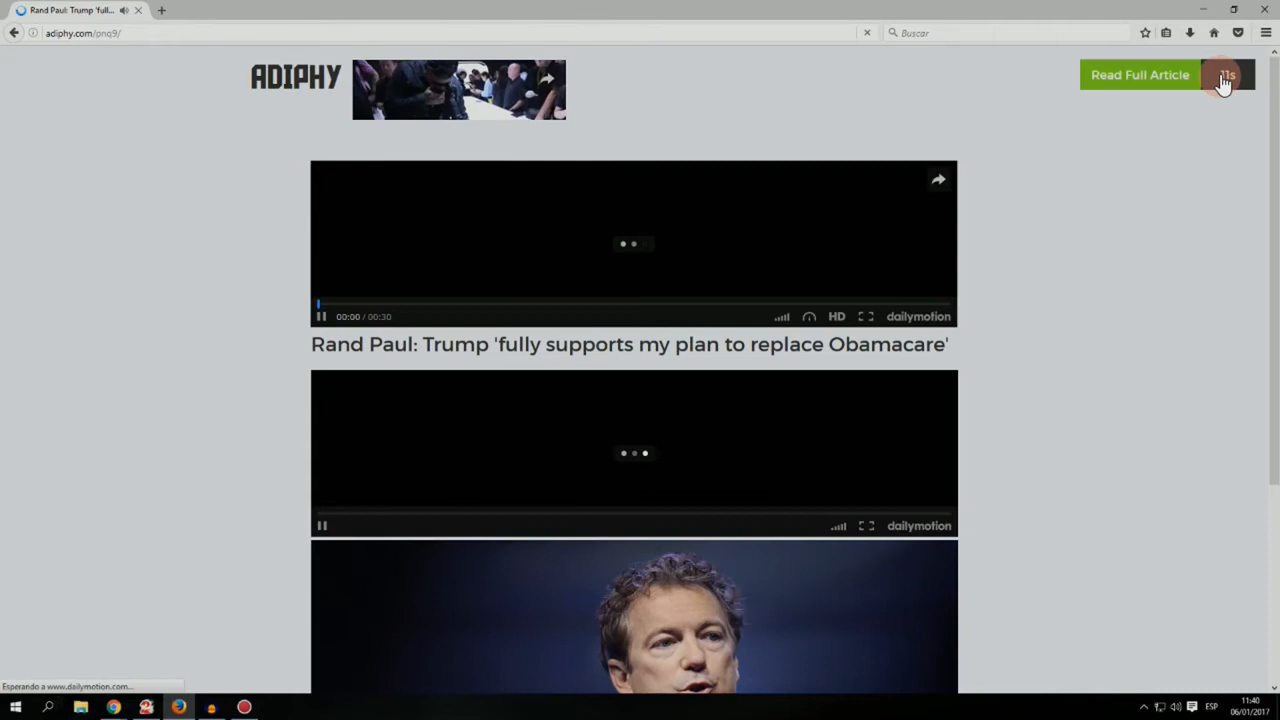 Rand Paul: Trump 'full...
adiphy.com/pnq9/
Buscar
ADIPHY
Read Full Article
00:00 / 00:30
HD
dailymotion
Rand Paul: Trump 'fully supports my plan to replace Obamacare'
dailymotion
Esperando a www.dailymotion.com...
ESP
11:40
06/01/2017